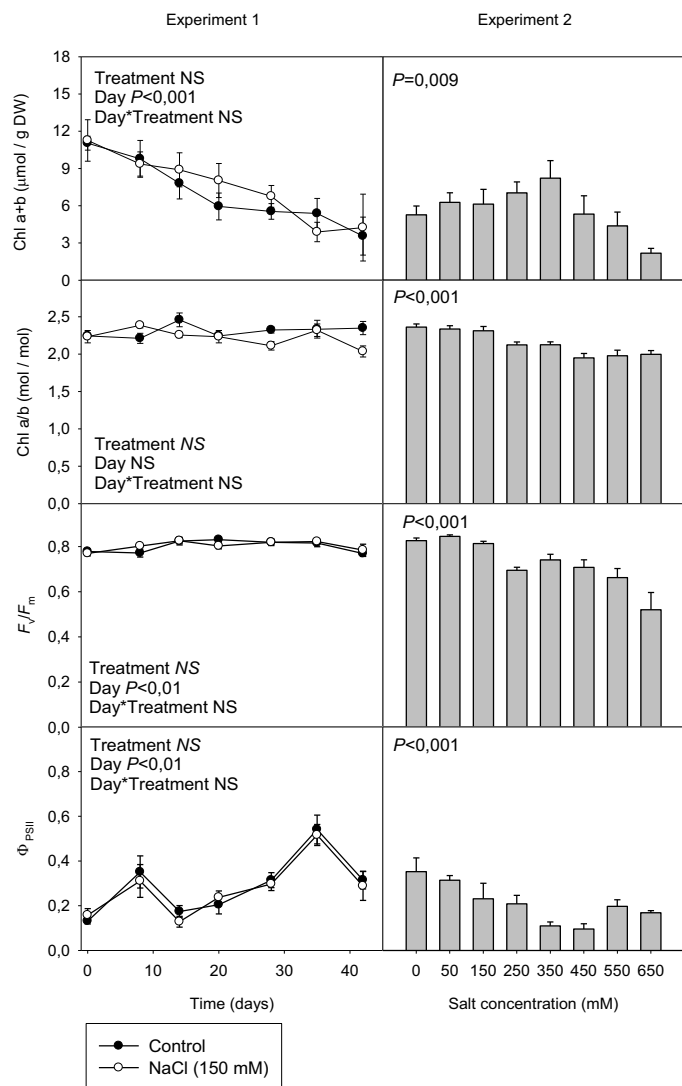 Experiment 1
Experiment 2
Chl a+b (μmol / g DW)
18
15
12
9
6
3
0
Treatment NS
Day P<0,001
Day*Treatment NS
P=0,009
Chl a/b (mol / mol)
2,5
2,0
1,5
1,0
0,5
0,0
Treatment NS
Day NS
Day*Treatment NS
P<0,001
Fv/Fm
0,8
0,6
0,4
0,2
0,0
Treatment NS
Day P<0,01
Day*Treatment NS
P<0,001
ΦPSII
0,8
0,6
0,4
0,2
0,0
Treatment NS
Day P<0,01
Day*Treatment NS
P<0,001
0 10 20 30 40
0 50 150 250 350 450 550 650
Time (days)
Salt concentration (mM)
Control
NaCl (150 mM)